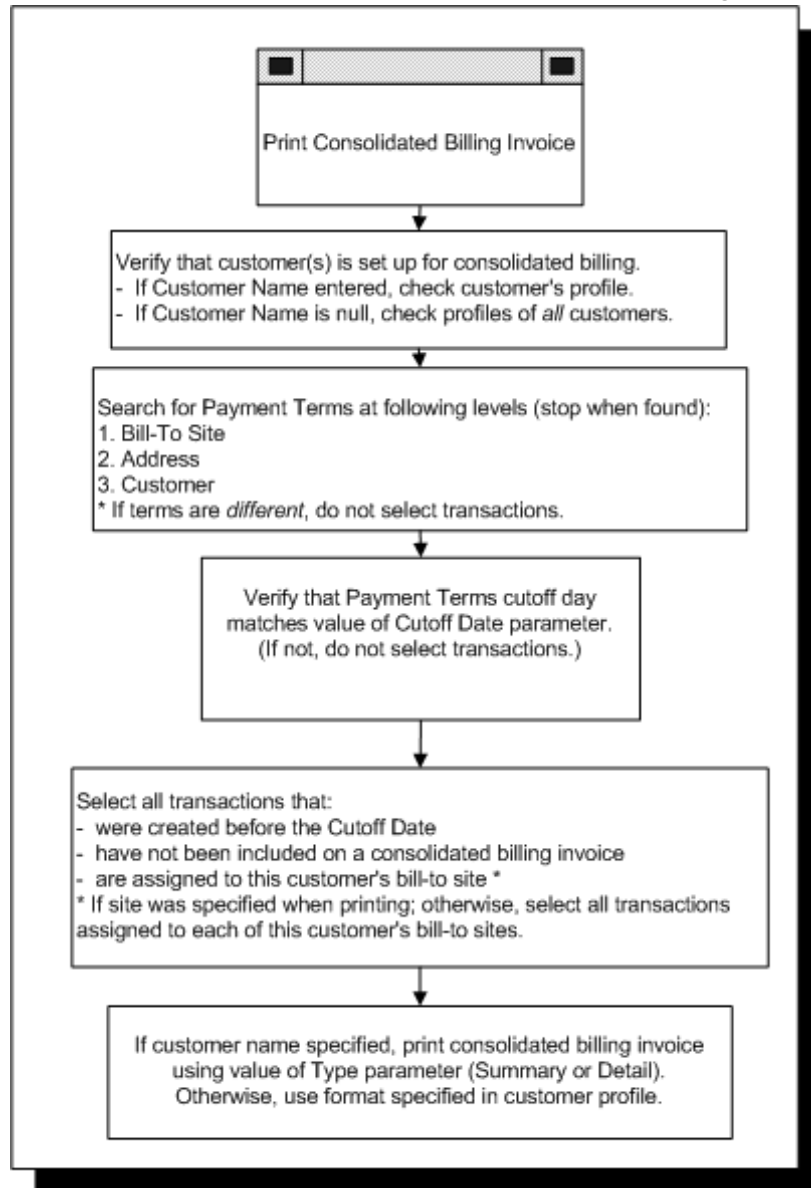 Print Consolidated Billing Invoice
Verify that customer(s) is set up for consolidated billing.
- If Customer Name entered, check customer's profile.
- If Customer Name is null, check profiles of all customers.
Search for Payment Terms at following levels (stop when found):
1. Bill-To Site
2. Address
3. Customer
* If terms are different, do not select transactions.
Verify that Payment Terms cutoff day
matches value of Cutoff Date parameter.
(If not, do not select transactions.)
Select all transactions that:
- were created before the Cutoff Date
- have not been included on a consolidated billing invoice
- are assigned to this customer's bill-to site *
* If site was specified when printing; otherwise, select all transactions
assigned to each of this customer's bill-to sites.
If customer name specified, print consolidated billing invoice
using value of Type parameter (Summary or Detail).
Otherwise, use format specified in customer profile.